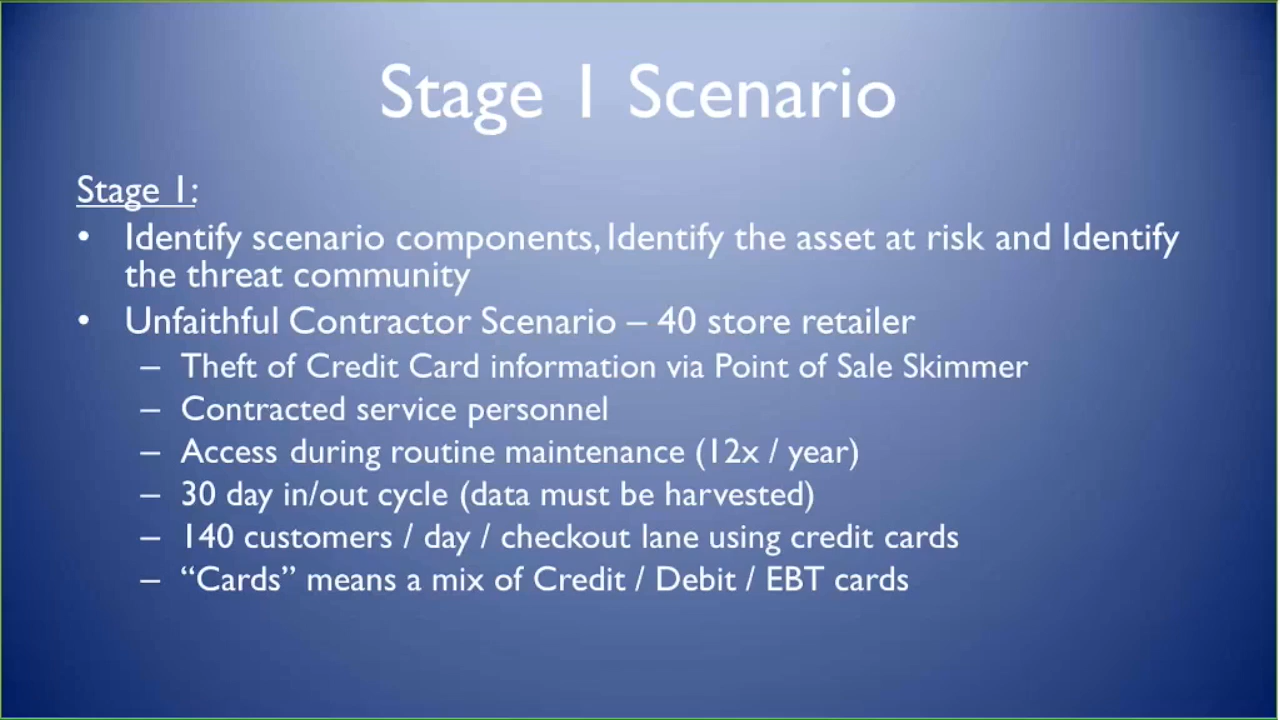 Stage 1 Scenario
Stage 1:
• Identify scenario components, Identify the asset at risk and Identify
the threat community
• Unfaithful Contractor Scenario – 40 store retailer
– Theft of Credit Card information via Point of Sale Skimmer
– Contracted service personnel
– Access during routine maintenance (12x / year)
– 30 day in/out cycle (data must be harvested)
– 140 customers / day / checkout lane using credit cards
– “Cards” means a mix of Credit / Debit / EBT cards